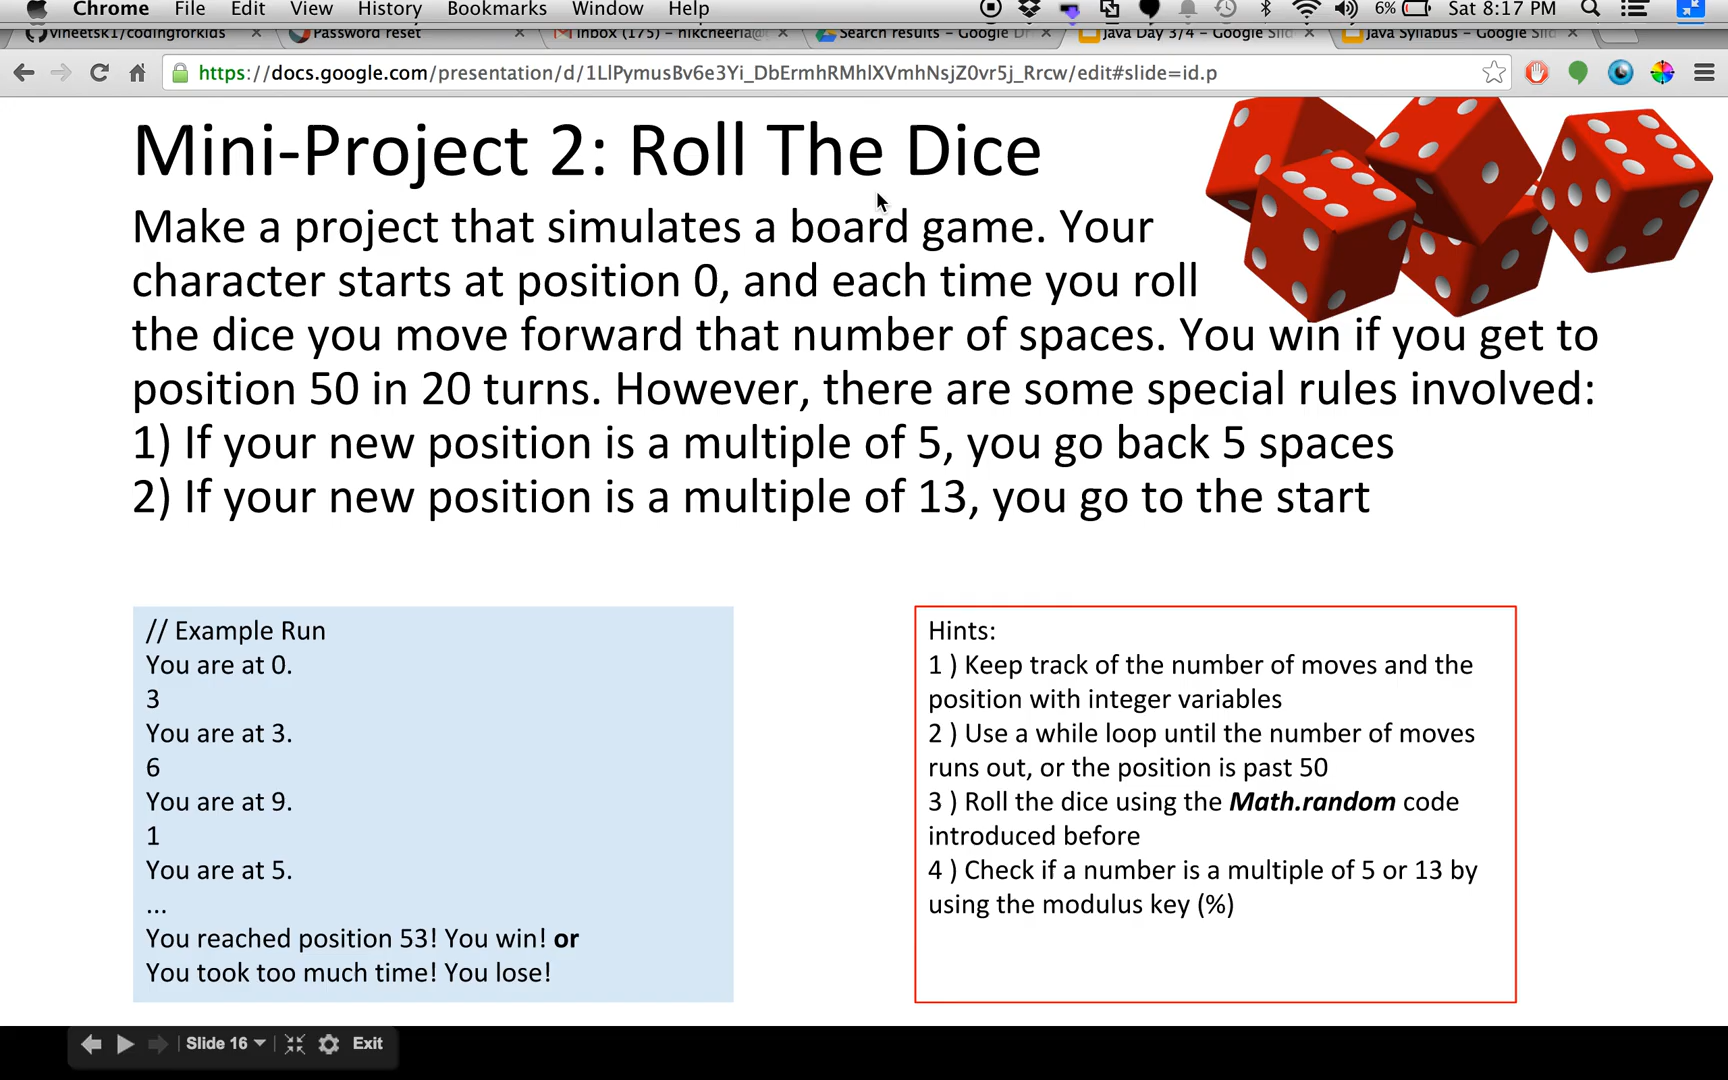 Chrome File Edit View History Bookmarks Window Help 6% Sat 8:17 PM
vineetsk1/codingforkids Password reset Inbox (175) – nikcheerla@ Search results – Google Dr Java Day 3/4 – Google Slid Java Syllabus – Google Slid
https://docs.google.com/presentation/d/1LlPymusBv6e3Yi_DbErmhRMhlXVmhNsjZ0vr5j_Rrcw/edit#slide=id.p
Mini-Project 2: Roll The Dice
Make a project that simulates a board game. Your
character starts at position 0, and each time you roll
the dice you move forward that number of spaces. You win if you get to
position 50 in 20 turns. However, there are some special rules involved:
1) If your new position is a multiple of 5, you go back 5 spaces
2) If your new position is a multiple of 13, you go to the start
// Example Run
You are at 0.
3
You are at 3.
6
You are at 9.
1
You are at 5.
...
You reached position 53! You win! or
You took too much time! You lose!
Hints:
1 ) Keep track of the number of moves and the
position with integer variables
2 ) Use a while loop until the number of moves
runs out, or the position is past 50
3 ) Roll the dice using the Math.random code
introduced before
4 ) Check if a number is a multiple of 5 or 13 by
using the modulus key (%)
Slide 16 Exit